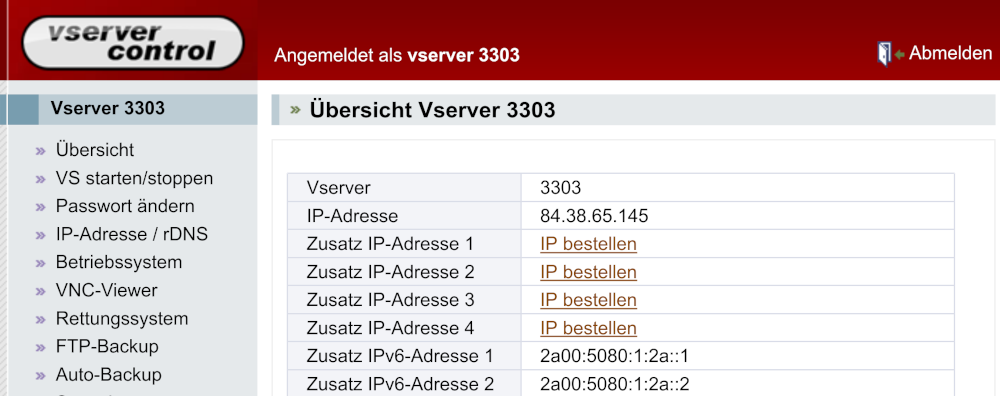 vserver control
Angemeldet als vserver 3303
Abmelden
Vserver 3303
Übersicht
VS starten/stoppen
Passwort ändern
IP-Adresse / rDNS
Betriebssystem
VNC-Viewer
Rettungssystem
FTP-Backup
Auto-Backup
» Übersicht Vserver 3303
Vserver 3303
IP-Adresse 84.38.65.145
Zusatz IP-Adresse 1 IP bestellen
Zusatz IP-Adresse 2 IP bestellen
Zusatz IP-Adresse 3 IP bestellen
Zusatz IP-Adresse 4 IP bestellen
Zusatz IPv6-Adresse 1 2a00:5080:1:2a::1
Zusatz IPv6-Adresse 2 2a00:5080:1:2a::2